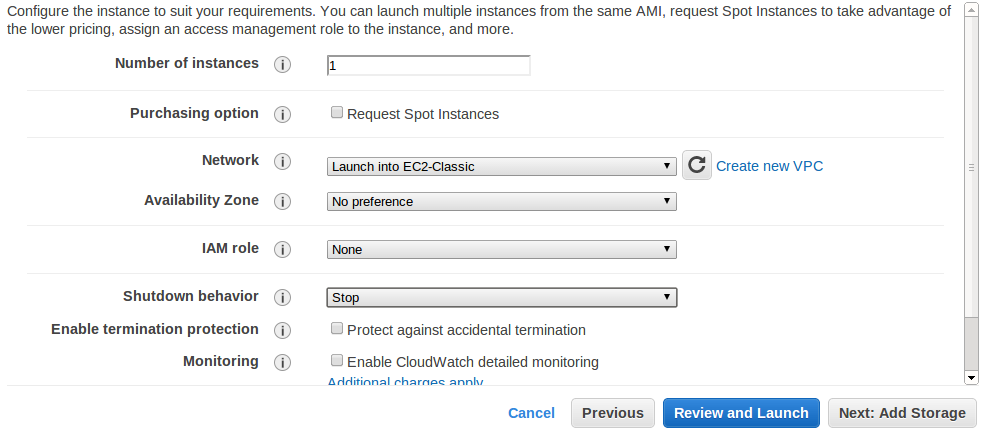 Configure the instance to suit your requirements. You can launch multiple instances from the same AMI, request Spot Instances to take advantage of
the lower pricing, assign an access management role to the instance, and more.
Number of instances i 1
Purchasing option i Request Spot Instances
Network i Launch into EC2-Classic Create new VPC
Availability Zone i No preference
IAM role i None
Shutdown behavior i Stop
Enable termination protection i Protect against accidental termination
Monitoring i Enable CloudWatch detailed monitoring
Additional charges apply
Cancel Previous Review and Launch Next: Add Storage